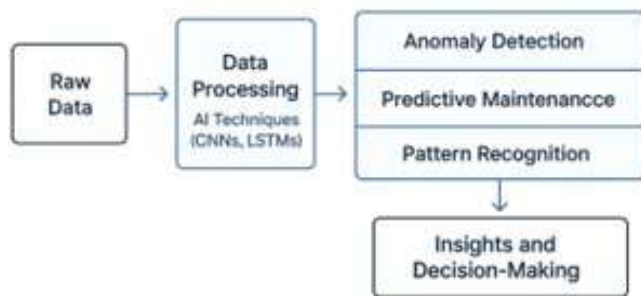 Raw
Data
Data
Processing
AI Techniques
(CNNs, LSTMs)
Anomaly Detection
Predictive Maintenancce
Pattern Recognition
Insights and
Decision-Making